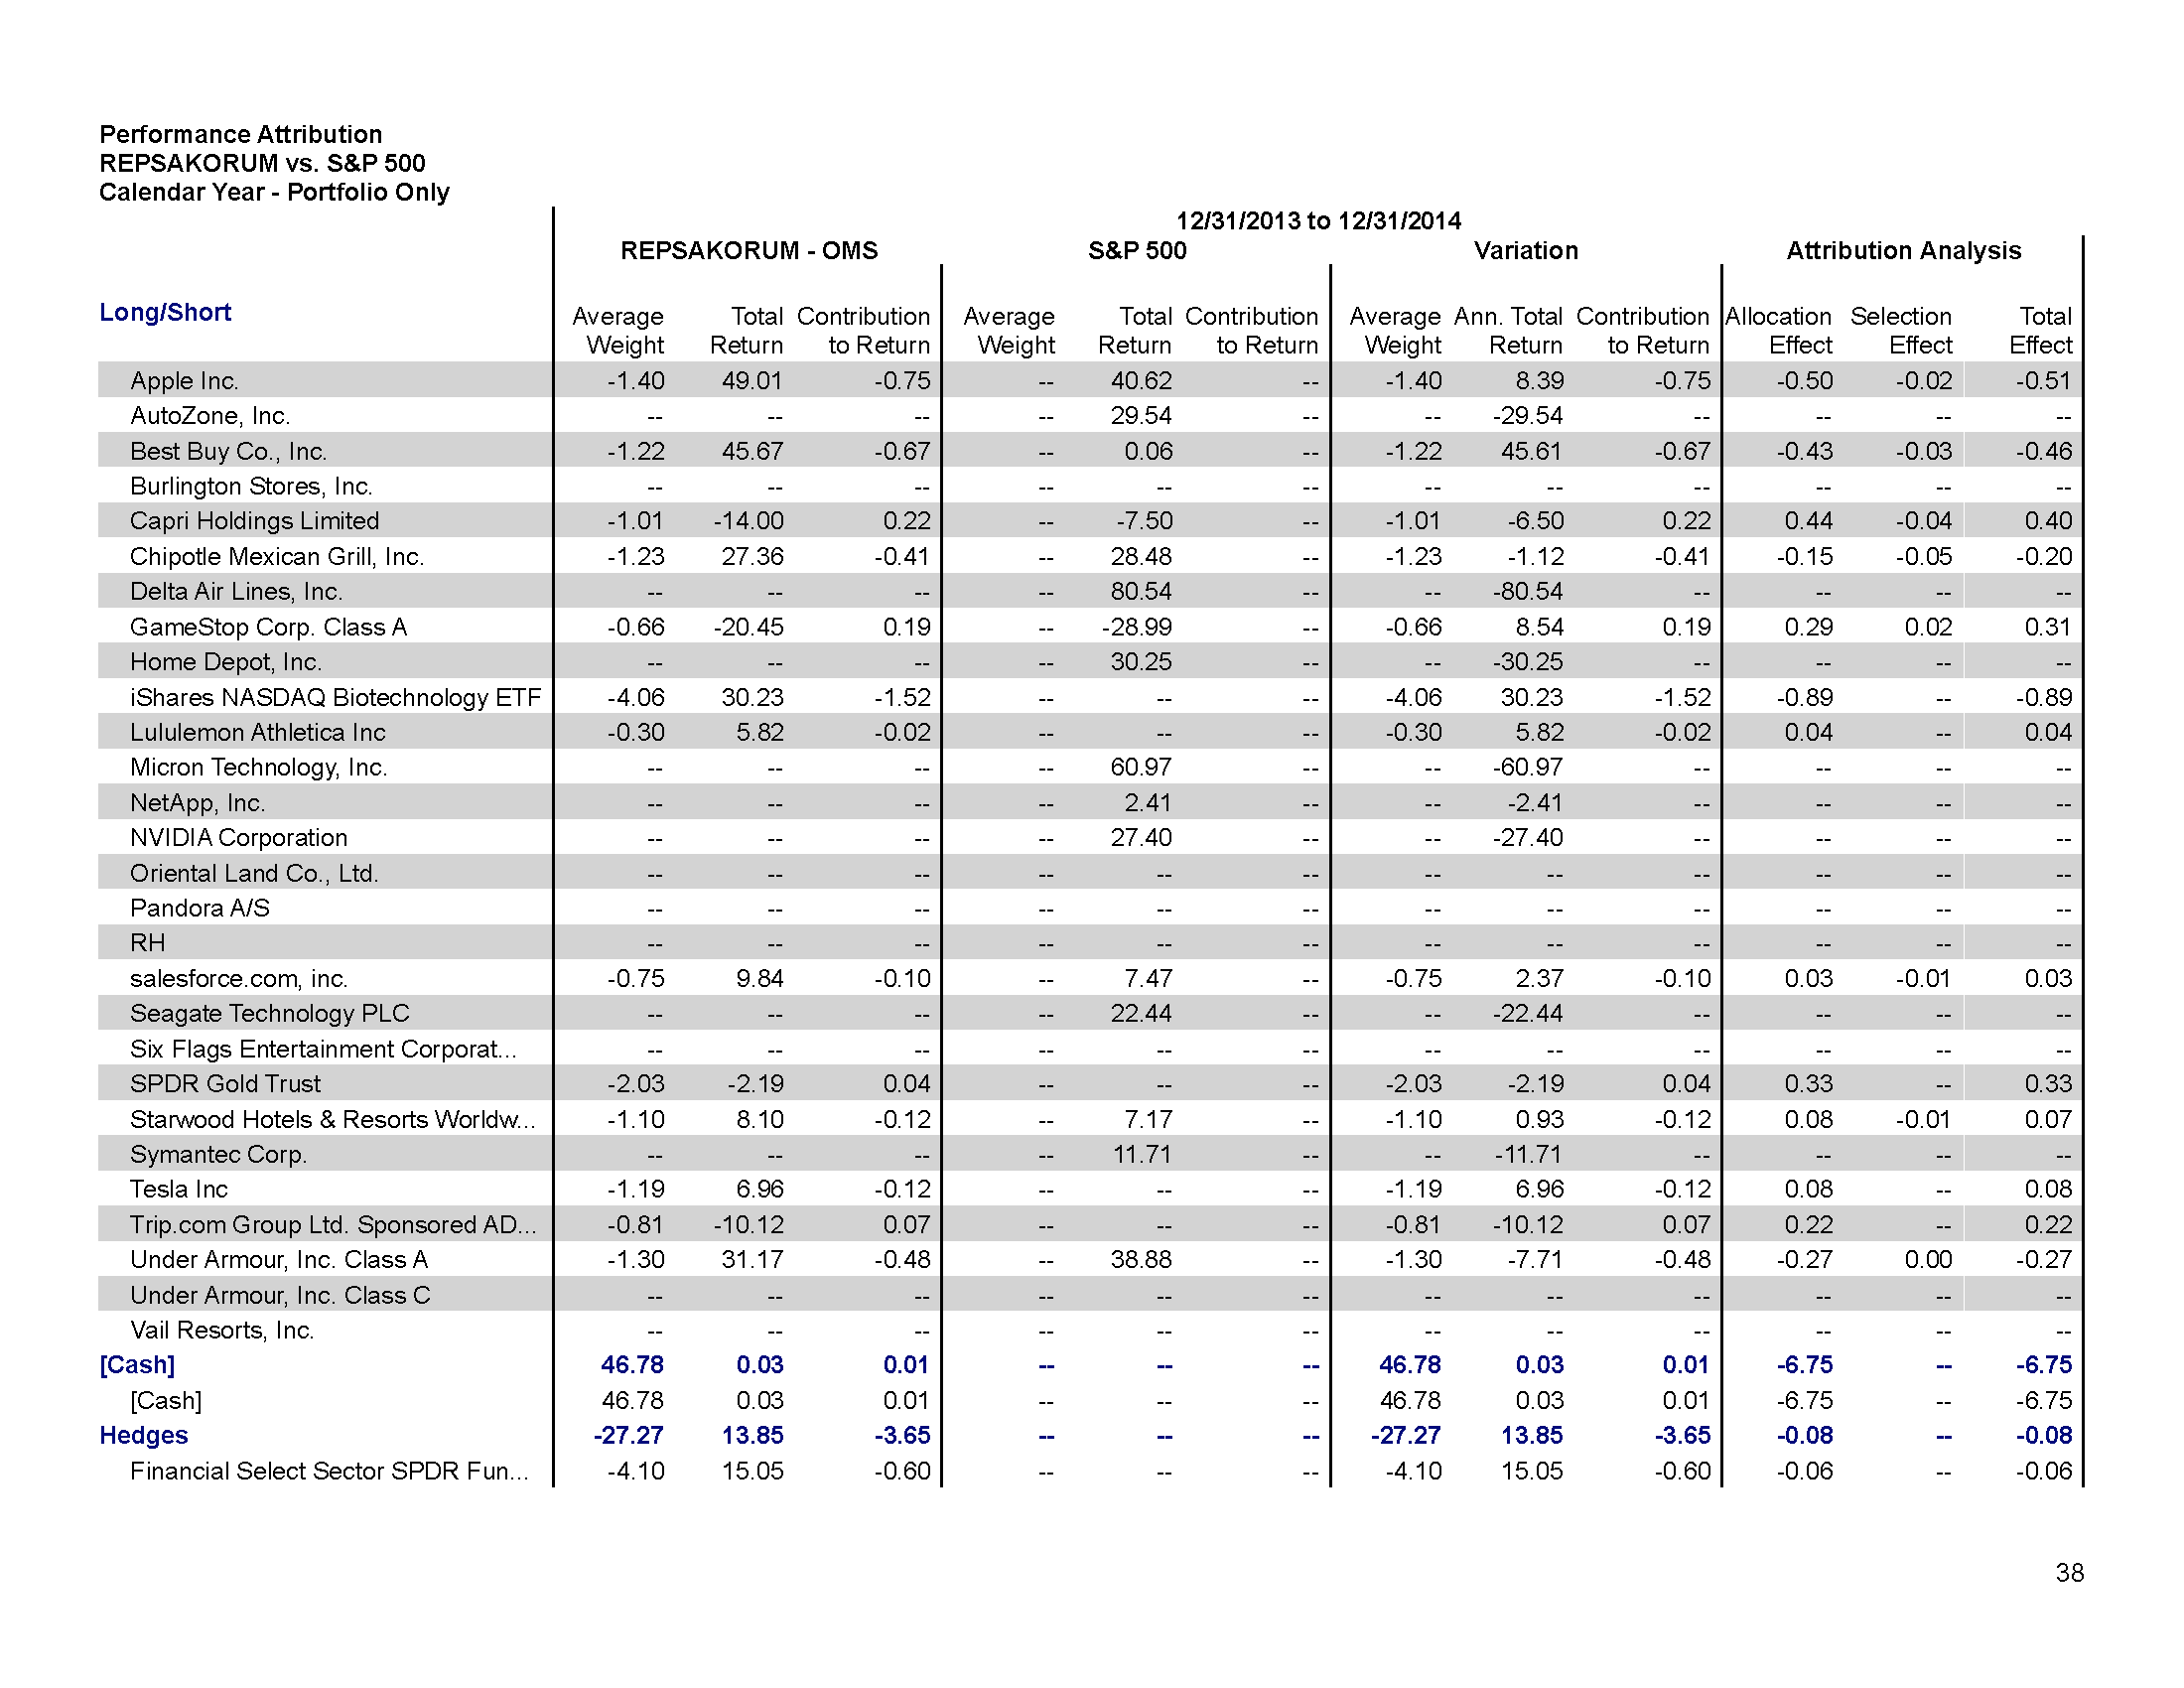 Performance Attribution
REPSAKORUM vs. S&P 500
Calendar Year - Portfolio Only
12/31/2013 to 12/31/2014
REPSAKORUM - OMS S&P 500 Variation Attribution Analysis
Long/Short
Average Total Contribution Average Total Contribution Average Ann. Total Contribution Allocation Selection Total
Weight Return to Return Weight Return to Return Weight Return to Return Effect Effect Effect
Apple Inc. -1.40 49.01 -0.75 -- 40.62 -- -1.40 8.39 -0.75 -0.50 -0.02 -0.51
AutoZone, Inc. -- -- -- -- 29.54 -- -- -29.54 -- -- -- --
Best Buy Co., Inc. -1.22 45.67 -0.67 -- 0.06 -- -1.22 45.61 -0.67 -0.43 -0.03 -0.46
Burlington Stores, Inc. -- -- -- -- -- -- -- -- -- -- -- --
Capri Holdings Limited -1.01 -14.00 0.22 -- -7.50 -- -1.01 -6.50 0.22 0.44 -0.04 0.40
Chipotle Mexican Grill, Inc. -1.23 27.36 -0.41 -- 28.48 -- -1.23 -1.12 -0.41 -0.15 -0.05 -0.20
Delta Air Lines, Inc. -- -- -- -- 80.54 -- -- -80.54 -- -- -- --
GameStop Corp. Class A -0.66 -20.45 0.19 -- -28.99 -- -0.66 8.54 0.19 0.29 0.02 0.31
Home Depot, Inc. -- -- -- -- 30.25 -- -- -30.25 -- -- -- --
iShares NASDAQ Biotechnology ETF -4.06 30.23 -1.52 -- -- -- -4.06 30.23 -1.52 -0.89 -- -0.89
Lululemon Athletica Inc -0.30 5.82 -0.02 -- -- -- -0.30 5.82 -0.02 0.04 -- 0.04
Micron Technology, Inc. -- -- -- -- 60.97 -- -- -60.97 -- -- -- --
NetApp, Inc. -- -- -- -- 2.41 -- -- -2.41 -- -- -- --
NVIDIA Corporation -- -- -- -- 27.40 -- -- -27.40 -- -- -- --
Oriental Land Co., Ltd. -- -- -- -- -- -- -- -- -- -- -- --
Pandora A/S -- -- -- -- -- -- -- -- -- -- -- --
RH -- -- -- -- -- -- -- -- -- -- -- --
salesforce.com, inc. -0.75 9.84 -0.10 -- 7.47 -- -0.75 2.37 -0.10 0.03 -0.01 0.03
Seagate Technology PLC -- -- -- -- 22.44 -- -- -22.44 -- -- -- --
Six Flags Entertainment Corporat... -- -- -- -- -- -- -- -- -- -- -- --
SPDR Gold Trust -2.03 -2.19 0.04 -- -- -- -2.03 -2.19 0.04 0.33 -- 0.33
Starwood Hotels & Resorts Worldw... -1.10 8.10 -0.12 -- 7.17 -- -1.10 0.93 -0.12 0.08 -0.01 0.07
Symantec Corp. -- -- -- -- 11.71 -- -- -11.71 -- -- -- --
Tesla Inc -1.19 6.96 -0.12 -- -- -- -1.19 6.96 -0.12 0.08 -- 0.08
Trip.com Group Ltd. Sponsored AD... -0.81 -10.12 0.07 -- -- -- -0.81 -10.12 0.07 0.22 -- 0.22
Under Armour, Inc. Class A -1.30 31.17 -0.48 -- 38.88 -- -1.30 -7.71 -0.48 -0.27 0.00 -0.27
Under Armour, Inc. Class C -- -- -- -- -- -- -- -- -- -- -- --
Vail Resorts, Inc. -- -- -- -- -- -- -- -- -- -- -- --
[Cash] 46.78 0.03 0.01 -- -- -- 46.78 0.03 0.01 -6.75 -- -6.75
[Cash] 46.78 0.03 0.01 -- -- -- 46.78 0.03 0.01 -6.75 -- -6.75
Hedges -27.27 13.85 -3.65 -- -- -- -27.27 13.85 -3.65 -0.08 -- -0.08
Financial Select Sector SPDR Fun... -4.10 15.05 -0.60 -- -- -- -4.10 15.05 -0.60 -0.06 -- -0.06
38